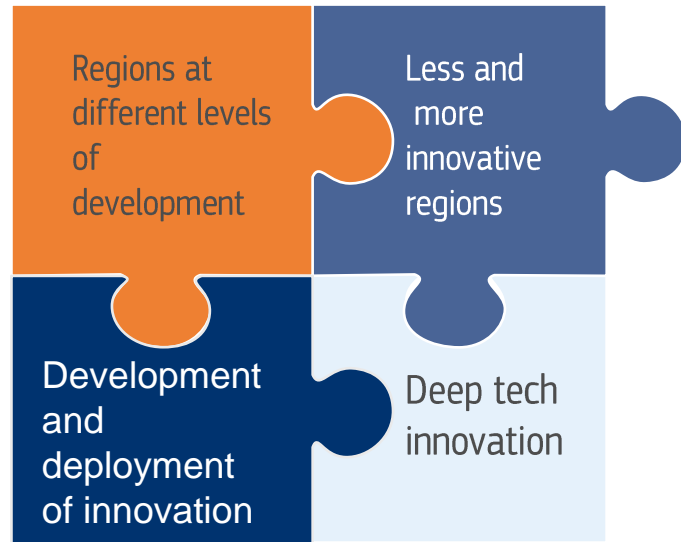 Regions at
different levels
of
development
Less and
more
innovative
regions
Development
and
deployment
of innovation
Deep tech
innovation